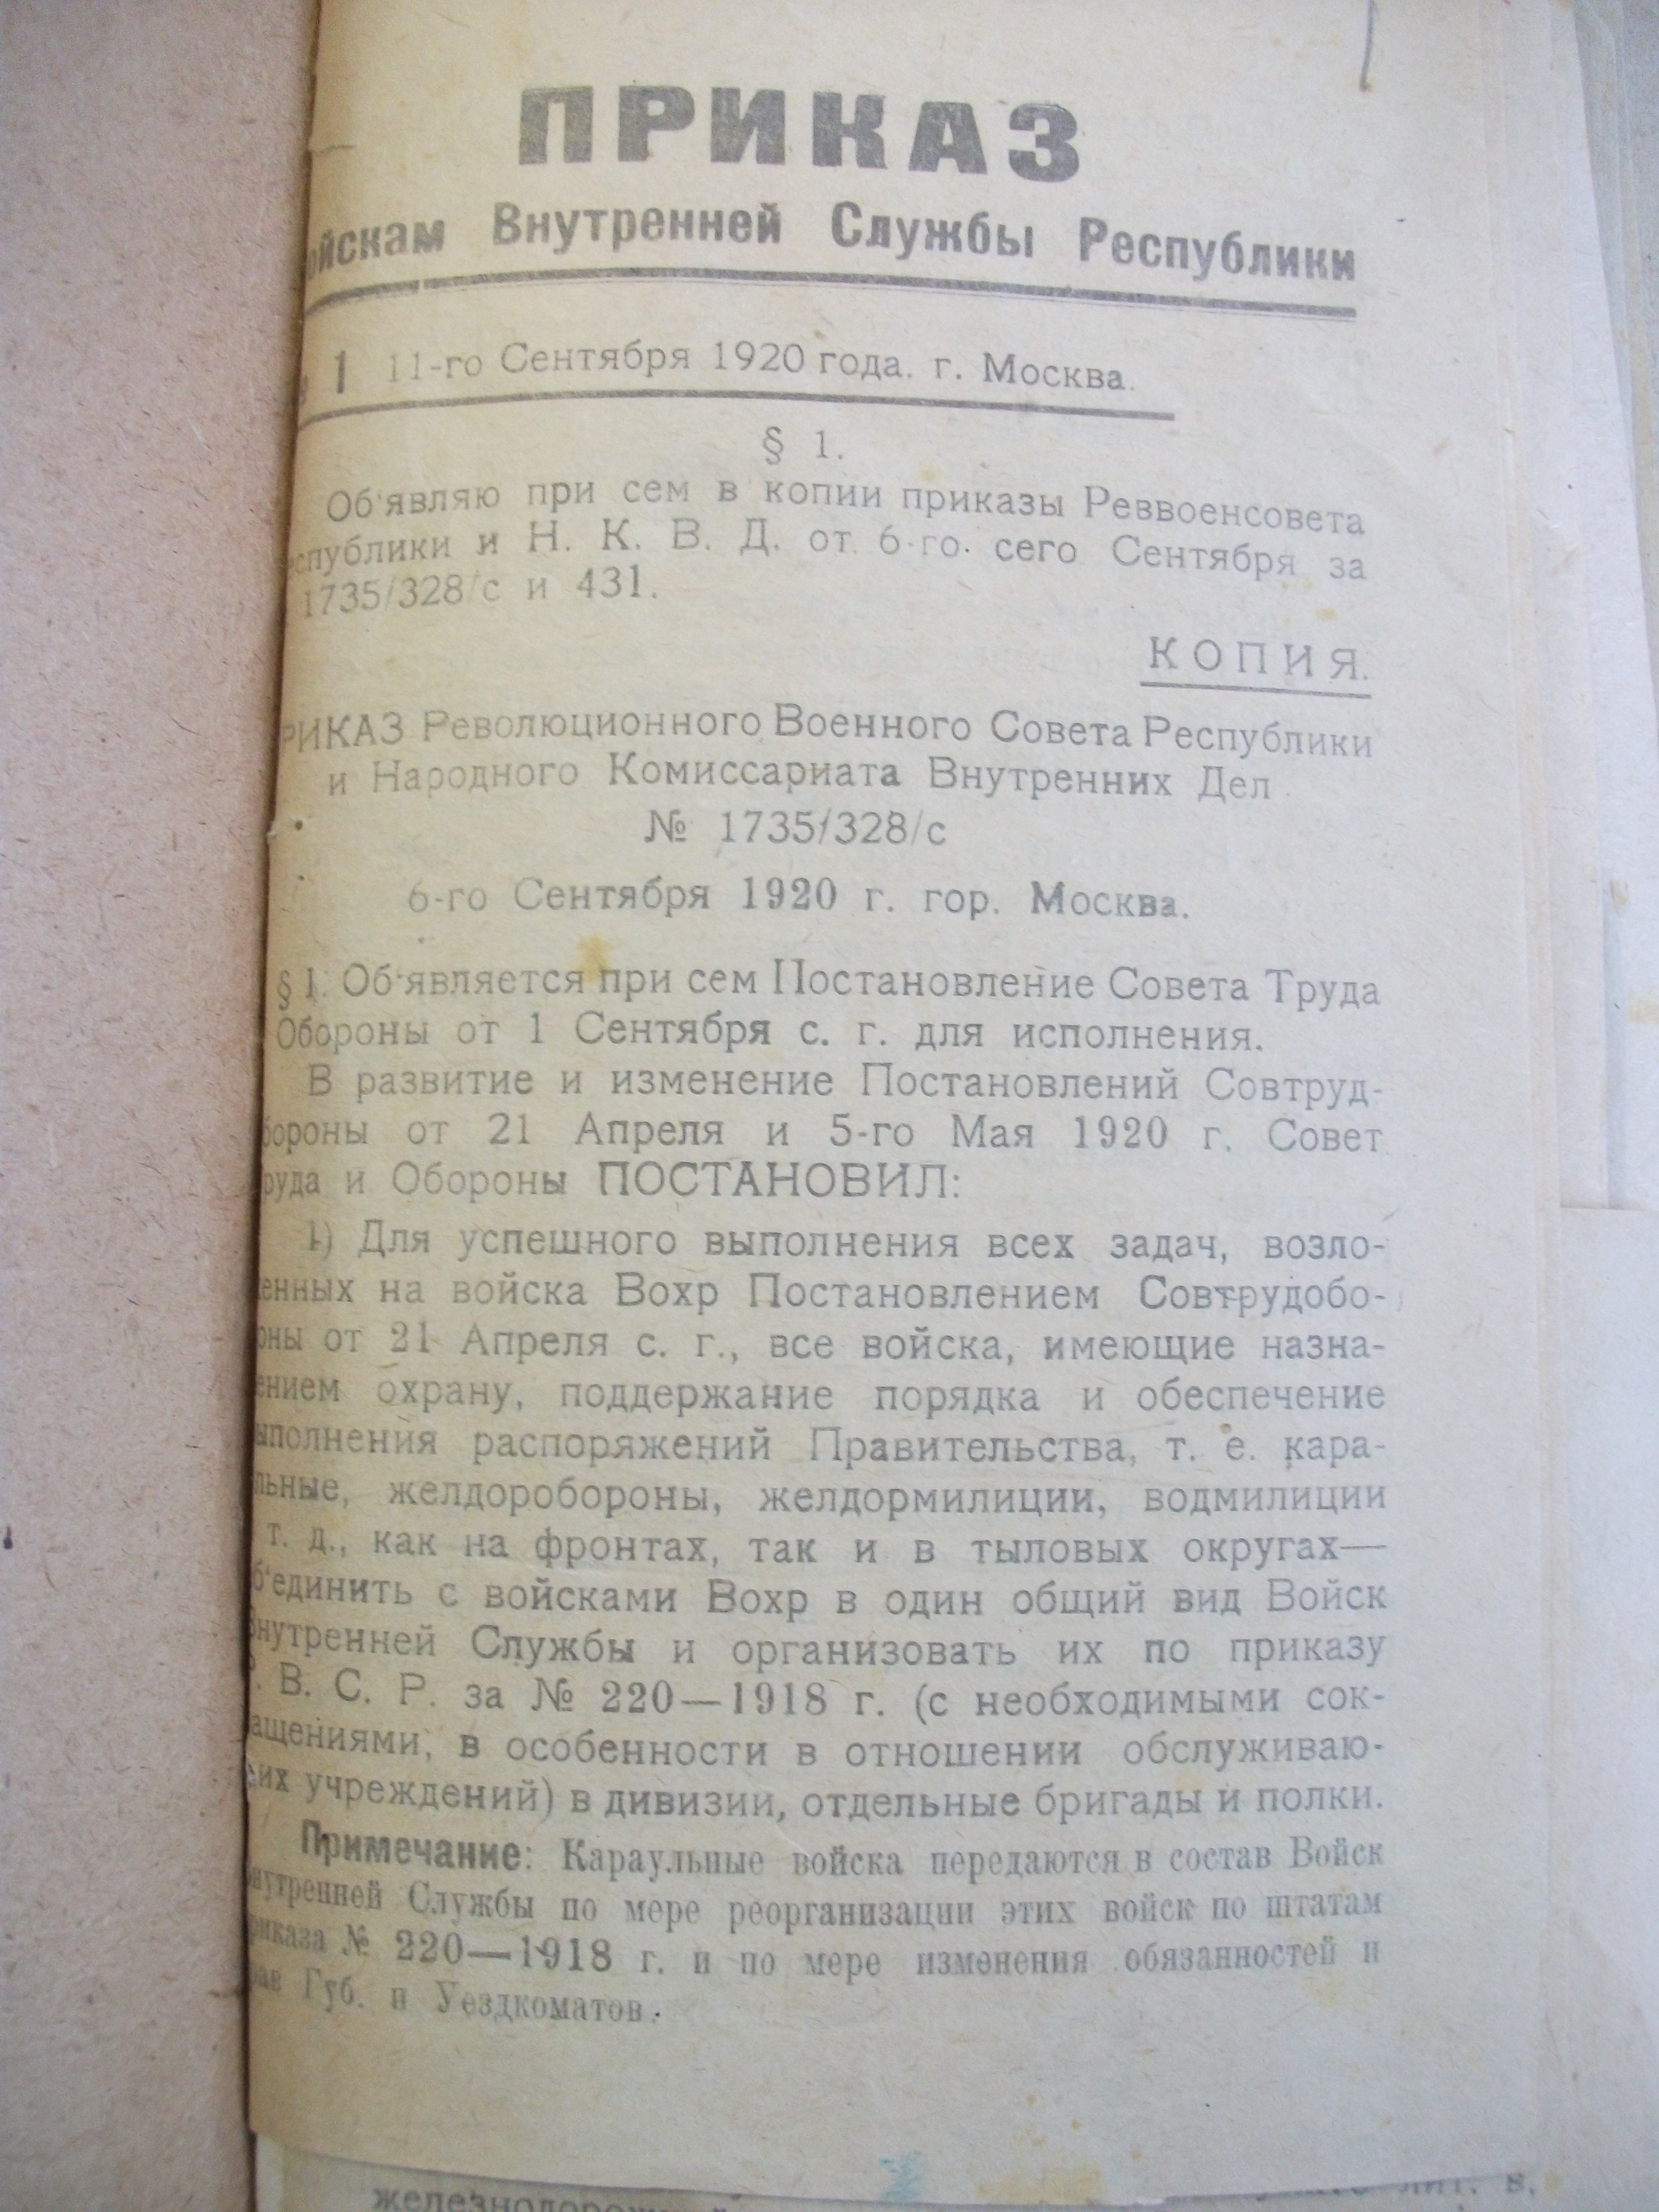 ПРИКАЗ
ойскам Внутренней Службы Республики
1 11-го Сентября 1920 года. г. Москва.
§ 1.
Об'являю при сем в копии приказы Реввоенсовета
еспублики и Н. К. В. Д. от 6-го сего Сентября за
1735/328/с и 431.
КОПИЯ.
РИКАЗ Революционного Военного Совета Республики
и Народного Комиссариата Внутренних Дел
№ 1735/328/с
6-го Сентября 1920 г. гор. Москва.
§ 1. Об'является при сем Постановление Совета Труда
Обороны от 1 Сентября с. г. для исполнения.
В развитие и изменение Постановлений Совтруд-
бороны от 21 Апреля и 5-го Мая 1920 г. Совет
руда и Обороны ПОСТАНОВИЛ:
1) Для успешного выполнения всех задач, возло-
енных на войска Вохр Постановлением Совтрудобо-
оны от 21 Апреля с. г., все войска, имеющие назна-
ением охрану, поддержание порядка и обеспечение
ыполнения распоряжений Правительства, т. е. кара-
льные, желдоробороны, желдормилиции, водмилиции
т. д., как на фронтах, так и в тыловых округах—
б'единить с войсками Вохр в один общий вид Войск
нутренней Службы и организовать их по приказу
Р. В. С. Р. за № 220—1918 г. (с необходимыми сок-
ащениями, в особенности в отношении обслуживаю-
их учреждений) в дивизии, отдельные бригады и полки.
Примечание: Караульные войска передаются в состав Войск
нутренней Службы по мере реорганизации этих войск по штатам
риказа № 220—1918 г. и по мере изменения обязанностей и
рав Губ. и Уездкоматов.
лит. в.